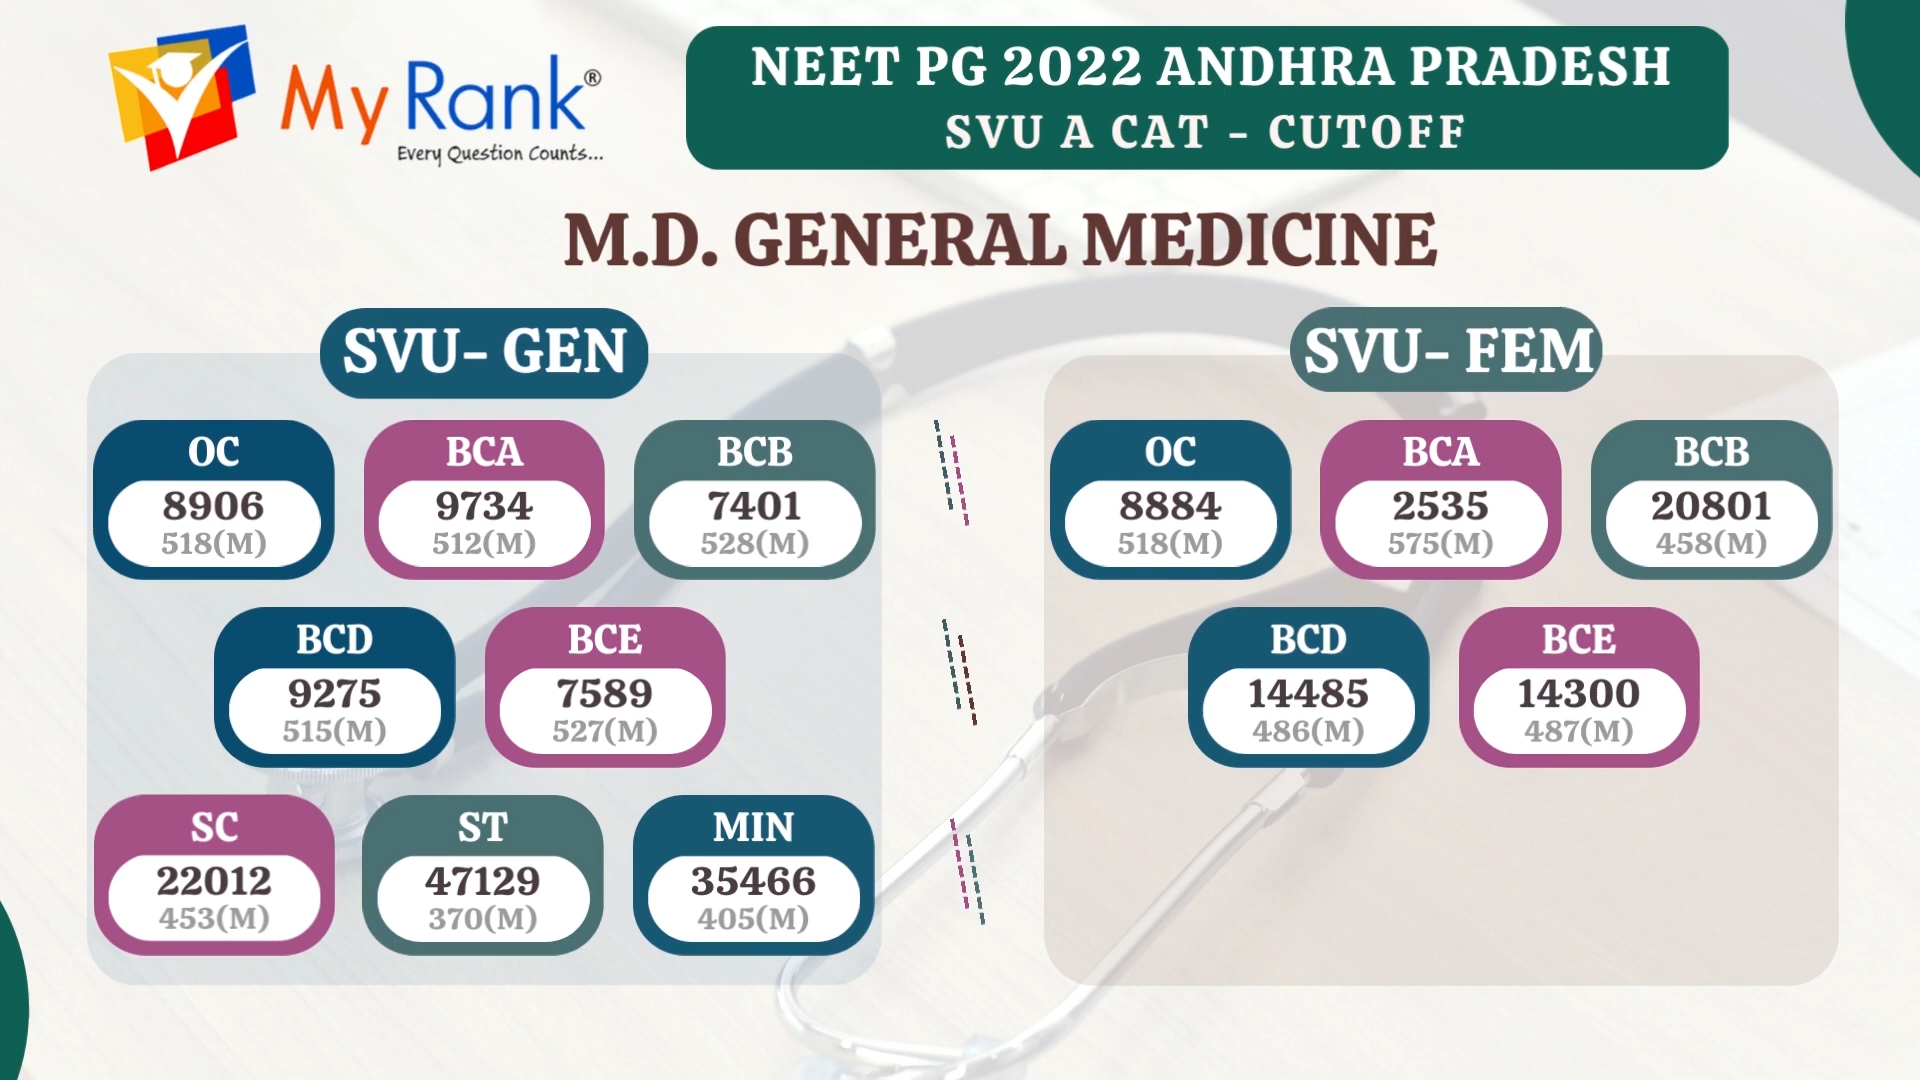 My Rank®
Every Question Counts...
NEET PG 2022 ANDHRA PRADESH
SVU A CAT - CUTOFF
M.D. GENERAL MEDICINE
SVU- GEN
OC
8906
518(M)
BCA
9734
512(M)
BCB
7401
528(M)
BCD
9275
515(M)
BCE
7589
527(M)
SC
22012
453(M)
ST
47129
370(M)
MIN
35466
405(M)
SVU- FEM
OC
8884
518(M)
BCA
2535
575(M)
BCB
20801
458(M)
BCD
14485
486(M)
BCE
14300
487(M)